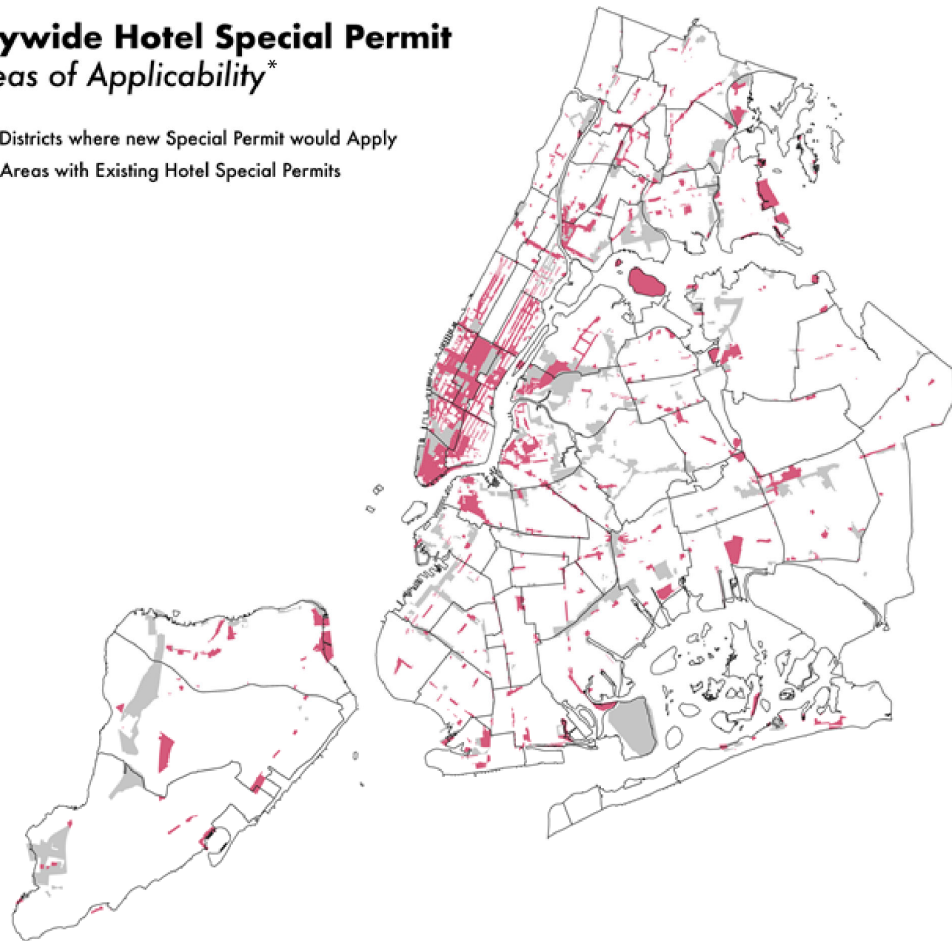 ywide Hotel Special Permit
eas of Applicability*
Districts where new Special Permit would Apply
Areas with Existing Hotel Special Permits